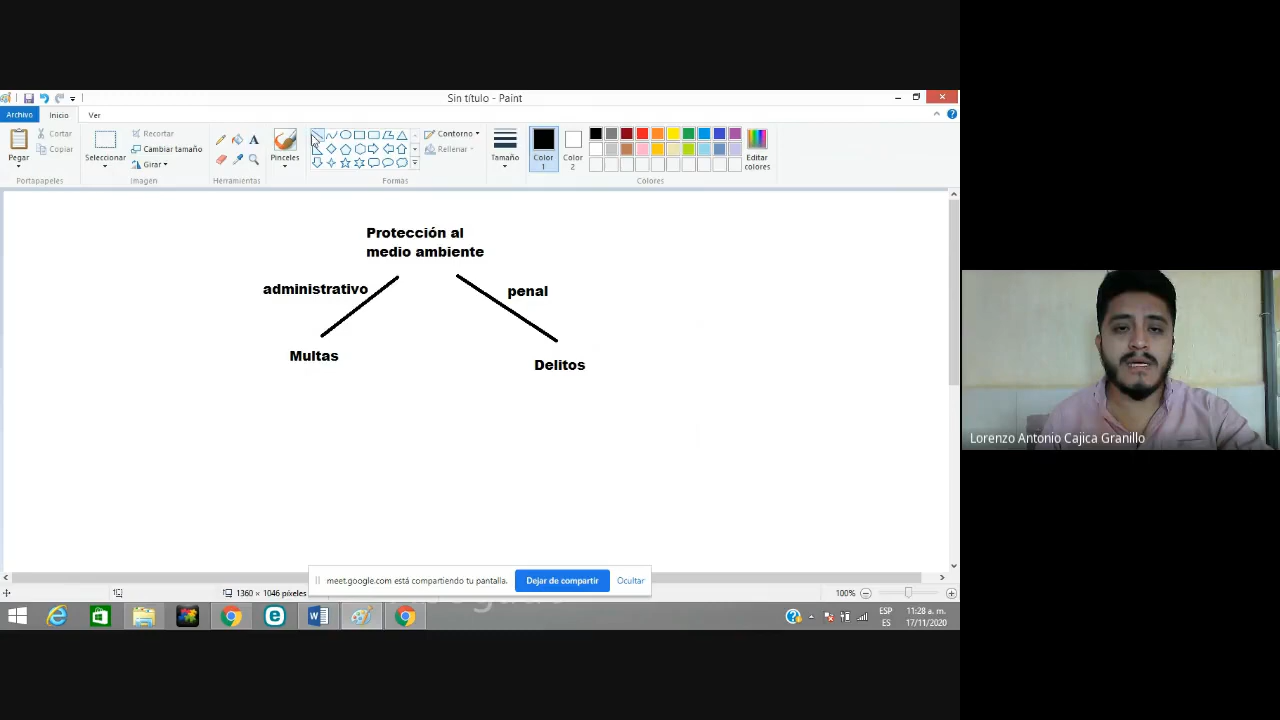 Sin título - Paint
Archivo Inicio Ver
Pegar
Cortar
Copiar
Portapapeles
Seleccionar
Recortar
Cambiar tamaño
Girar
Imagen
A
Herramientas
Pinceles
Formas
Contorno
Rellenar
Tamaño
Color 1
Color 2
Editar colores
Colores
Protección al
medio ambiente
administrativo
penal
Multas
Delitos
Lorenzo Antonio Cajica Granillo
meet.google.com está compartiendo tu pantalla.
Dejar de compartir
Ocultar
1360 × 1046 píxeles
100%
ESP
ES
11:28 a. m.
17/11/2020